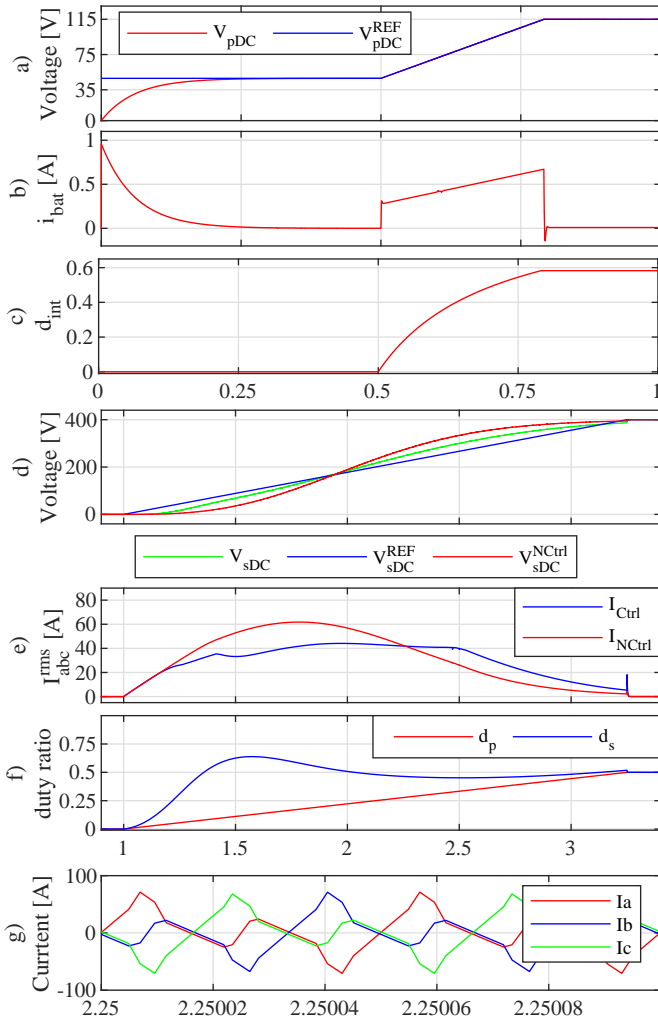 a)
Voltage [V]
115
75
35
0
V_pDC
V_pDC^REF
b)
i_bat [A]
1
0.5
0
c)
d_int
0.6
0.4
0.2
0
0
0.25
0.5
0.75
1
d)
Voltage [V]
400
200
0
V_sDC
V_sDC^REF
V_sDC^NCtrl
e)
I_abc^rms [A]
80
60
40
20
0
I_Ctrl
I_NCtrl
f)
duty ratio
0.75
0.5
0.25
0
d_p
d_s
1
1.5
2
2.5
3
g)
Currtent [A]
100
0
-100
Ia
Ib
Ic
2.25
2.25002
2.25004
2.25006
2.25008